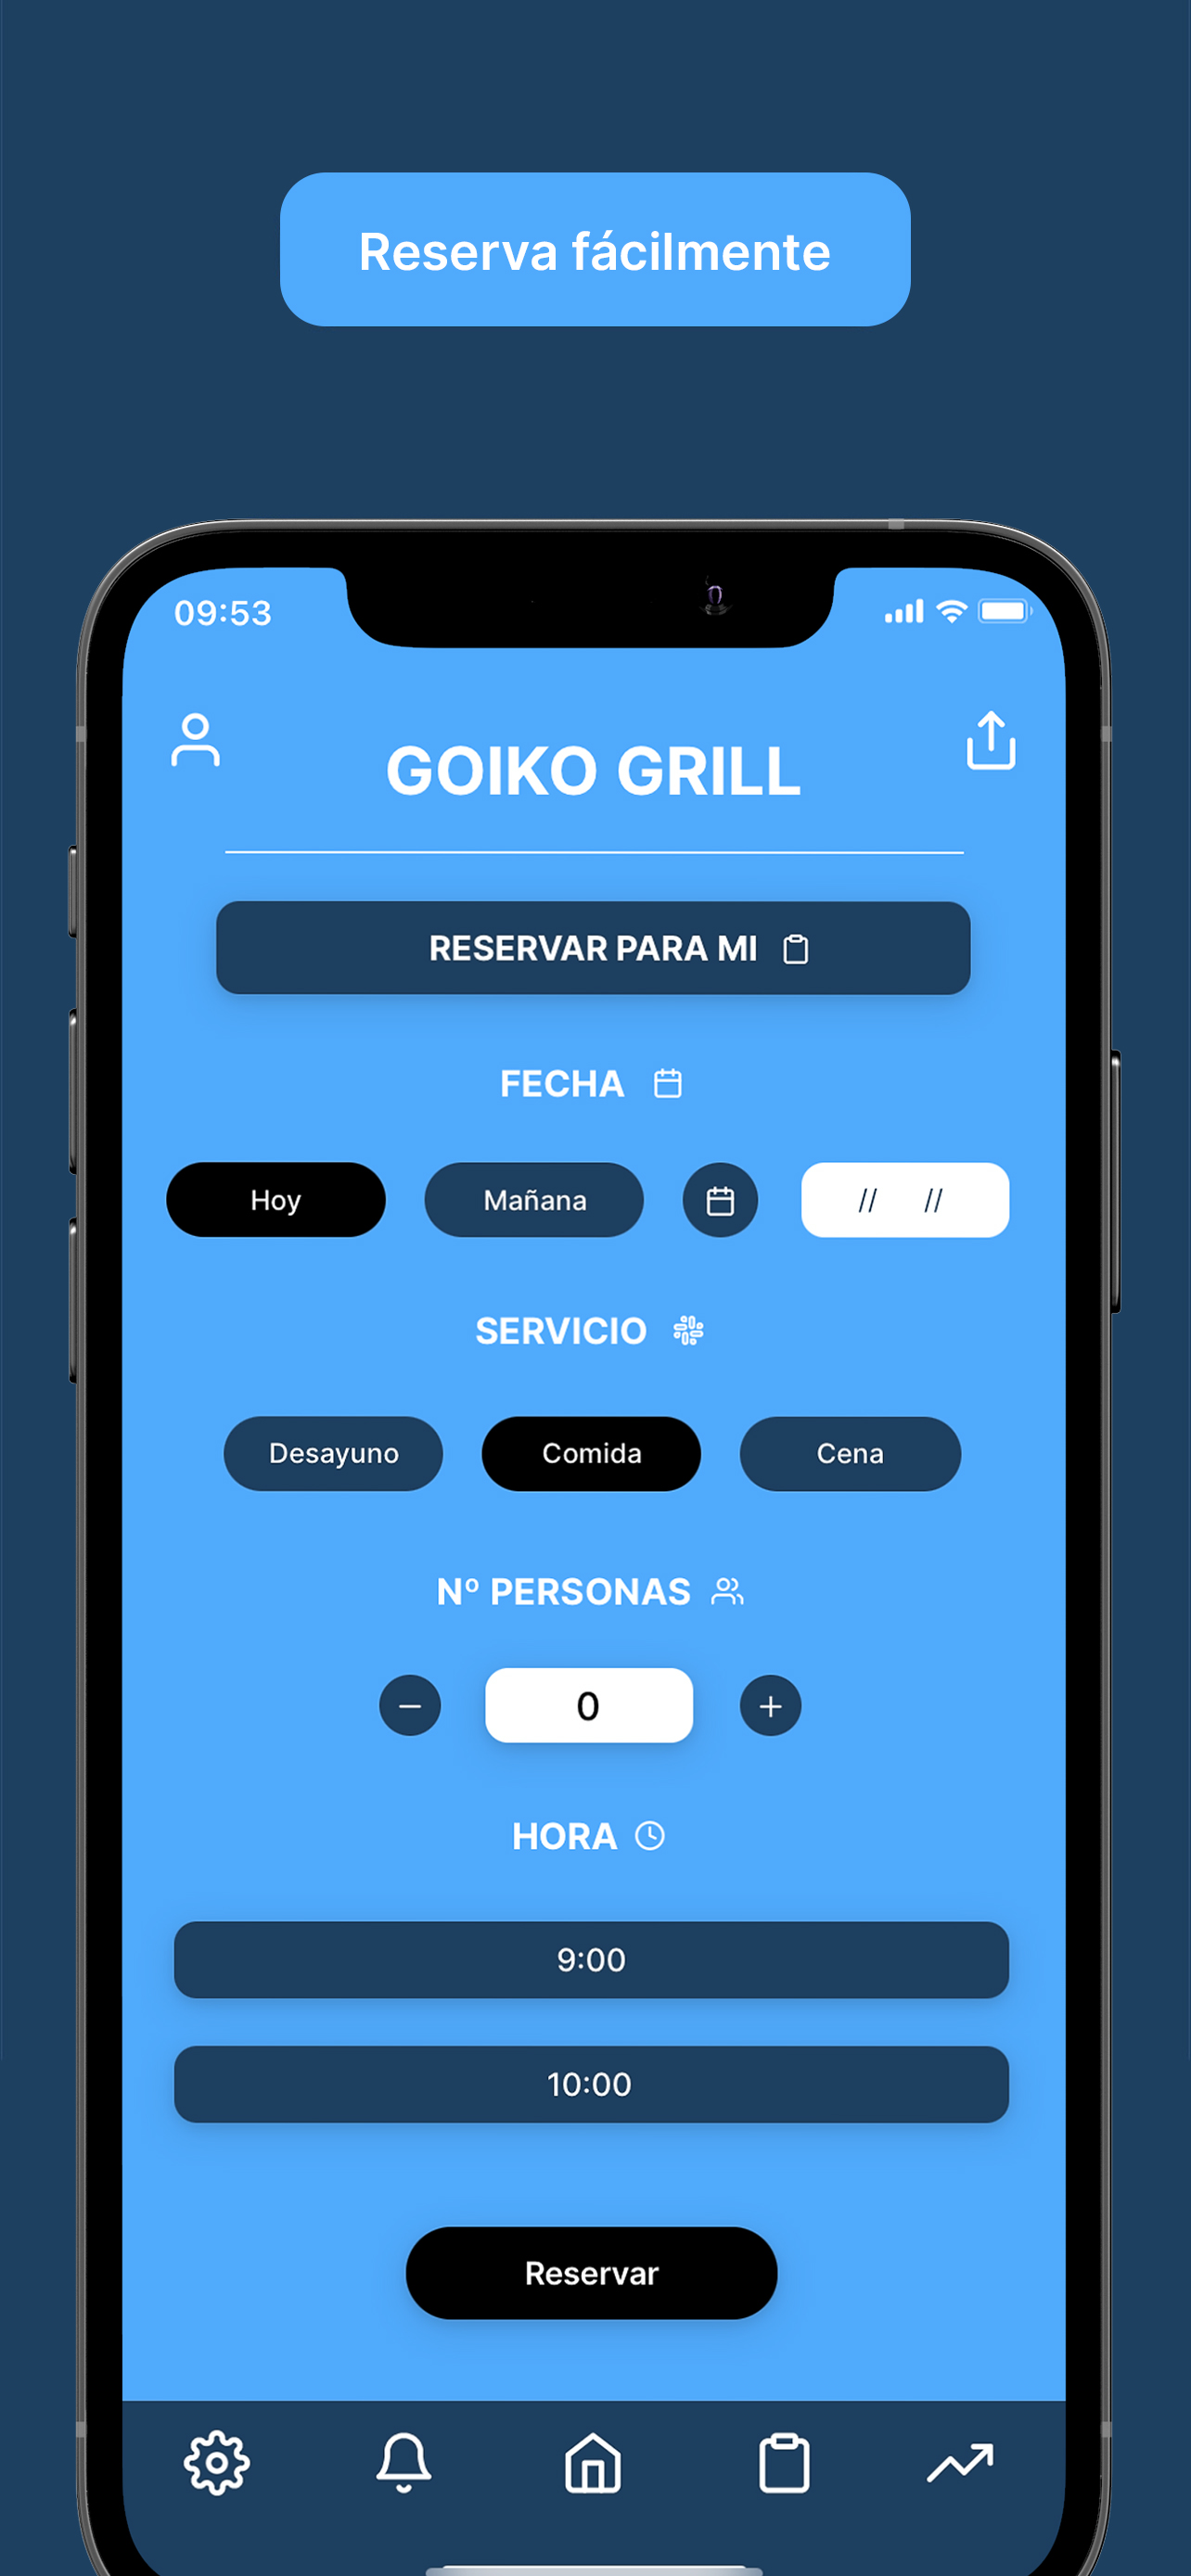 Reserva fácilmente
09:53
GOIKO GRILL
RESERVAR PARA MI
FECHA
Hoy Mañana // //
SERVICIO
Desayuno Comida Cena
Nº PERSONAS
0
HORA
9:00
10:00
Reservar